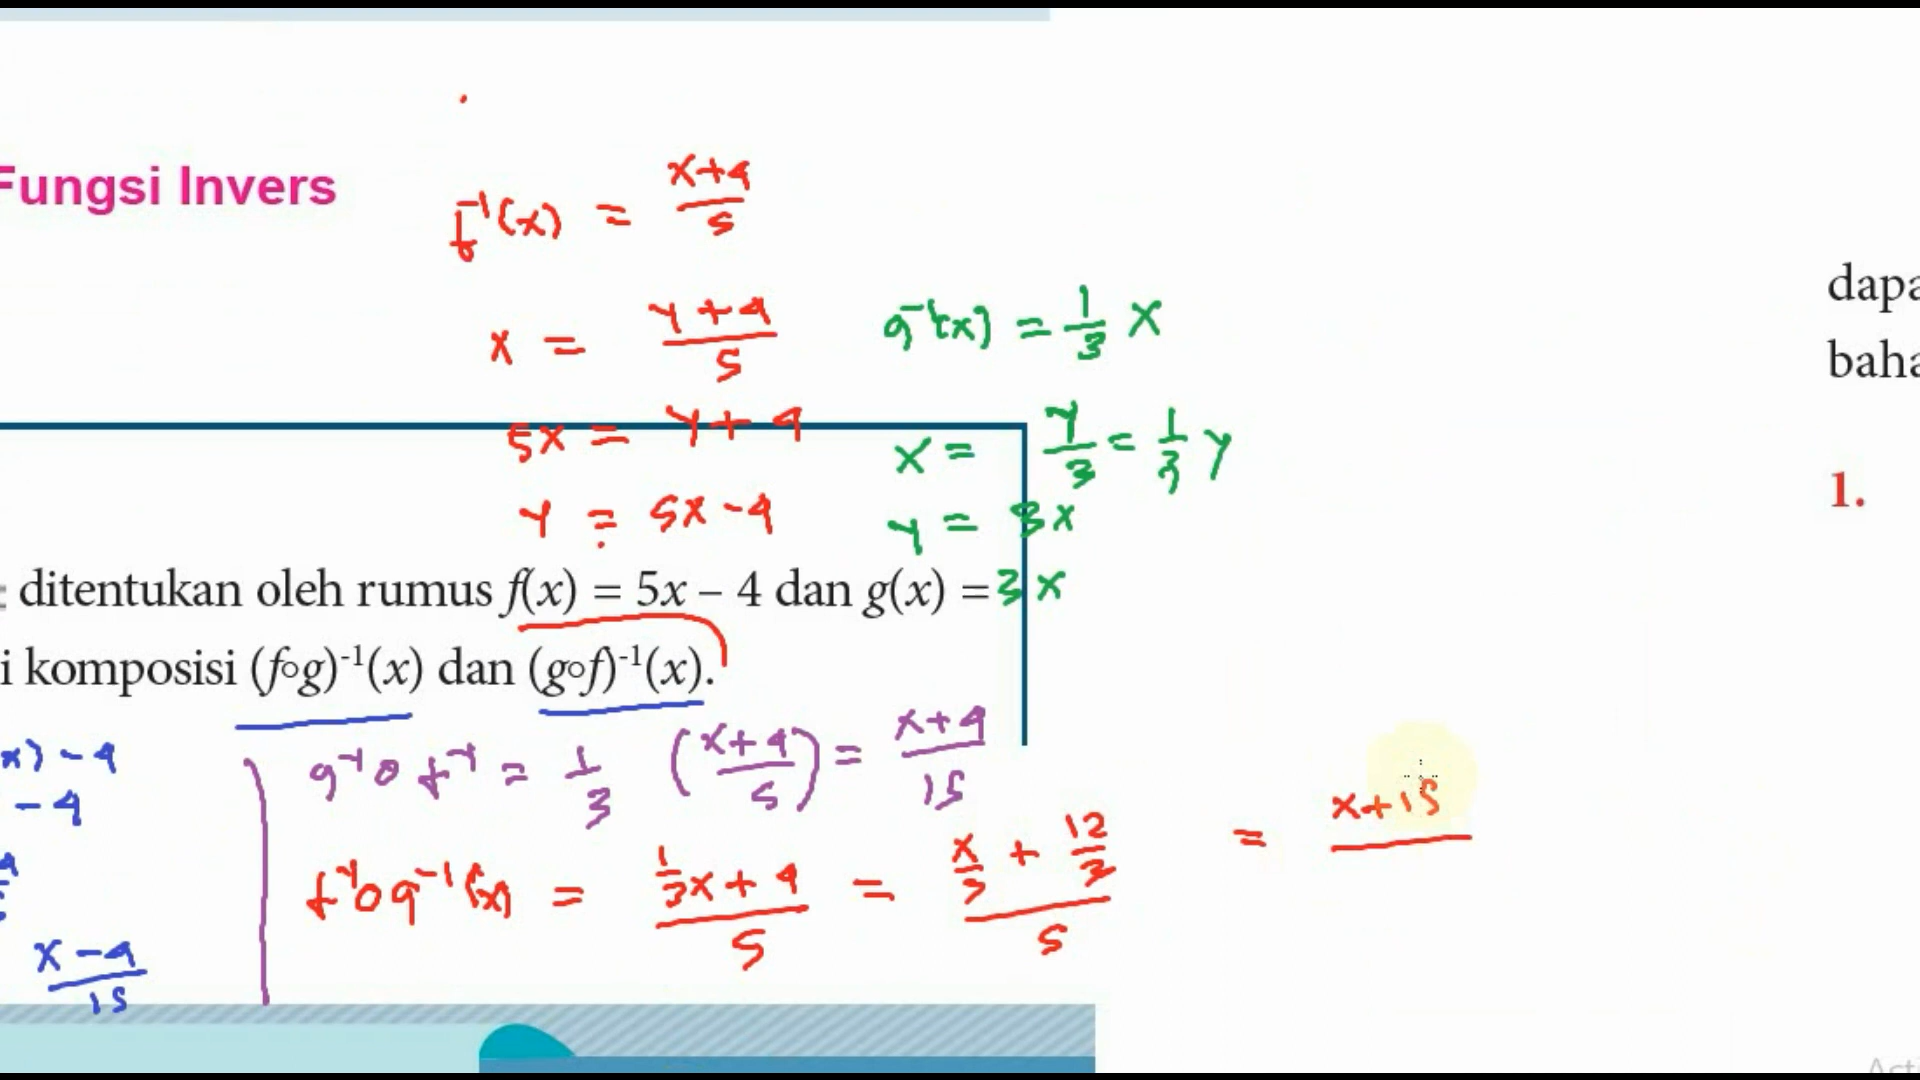 Fungsi Invers
f⁻¹(x) = x+4/5
x = y+4/5
5x = y+4
y = 5x-4
g⁻¹(x) = 1/3 x
x = y/3 = 1/3 y
y = 3x
dapa
baha
1.
ditentukan oleh rumus f(x) = 5x – 4 dan g(x) = 3x
i komposisi (f∘g)⁻¹(x) dan (g∘f)⁻¹(x).
x) - 4
- 4
x-4/15
g⁻¹ o f⁻¹ = 1/3 (x+4/5) = x+4/15
f⁻¹ o g⁻¹(x) = 1/3x+4/5 = x/3 + 12/3 / 5 = x+15